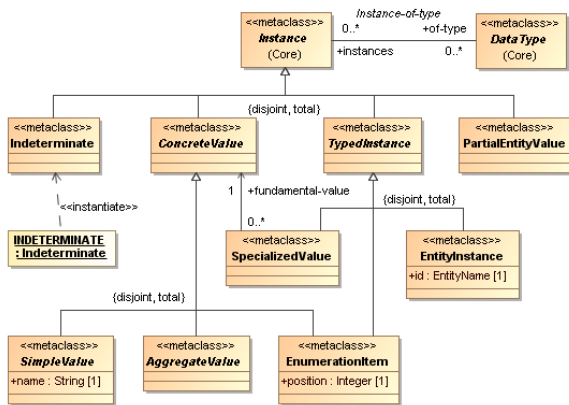 <<metaclass>>
Instance
(Core)
Instance-of-type
0..*
+of-type
+instances
0..*
<<metaclass>>
DataType
(Core)
{disjoint, total}
<<metaclass>>
Indeterminate
<<metaclass>>
ConcreteValue
<<metaclass>>
TypedInstance
<<metaclass>>
PartialEntityValue
<<instantiate>>
1
+fundamental-value
0..*
{disjoint, total}
INDETERMINATE
: Indeterminate
<<metaclass>>
SpecializedValue
<<metaclass>>
EntityInstance
+id : EntityName [1]
{disjoint, total}
<<metaclass>>
SimpleValue
+name : String [1]
<<metaclass>>
AggregateValue
<<metaclass>>
EnumerationItem
+position : Integer [1]